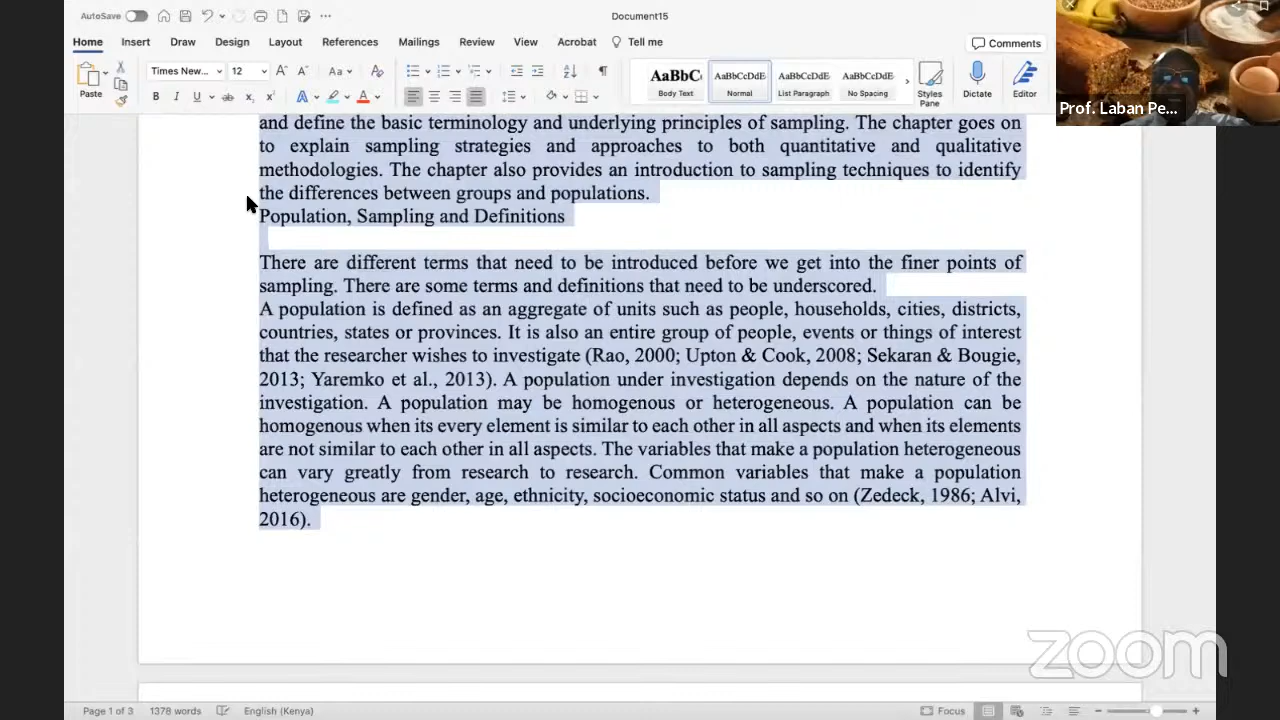 AutoSave
Document15
Home Insert Draw Design Layout References Mailings Review View Acrobat Tell me
Comments
Paste
Times New... 12
AaBbC AaBbCcDdE AaBbCcDdE AaBbCcDdE
Body Text Normal List Paragraph No Spacing
Styles Pane
Dictate
Editor
Prof. Laban Pe...
and define the basic terminology and underlying principles of sampling. The chapter goes on
to explain sampling strategies and approaches to both quantitative and qualitative
methodologies. The chapter also provides an introduction to sampling techniques to identify
the differences between groups and populations.
Population, Sampling and Definitions
There are different terms that need to be introduced before we get into the finer points of
sampling. There are some terms and definitions that need to be underscored.
A population is defined as an aggregate of units such as people, households, cities, districts,
countries, states or provinces. It is also an entire group of people, events or things of interest
that the researcher wishes to investigate (Rao, 2000; Upton & Cook, 2008; Sekaran & Bougie,
2013; Yaremko et al., 2013). A population under investigation depends on the nature of the
investigation. A population may be homogenous or heterogeneous. A population can be
homogenous when its every element is similar to each other in all aspects and when its elements
are not similar to each other in all aspects. The variables that make a population heterogeneous
can vary greatly from research to research. Common variables that make a population
heterogeneous are gender, age, ethnicity, socioeconomic status and so on (Zedeck, 1986; Alvi,
2016).
zoom
Page 1 of 3 1378 words English (Kenya) Focus